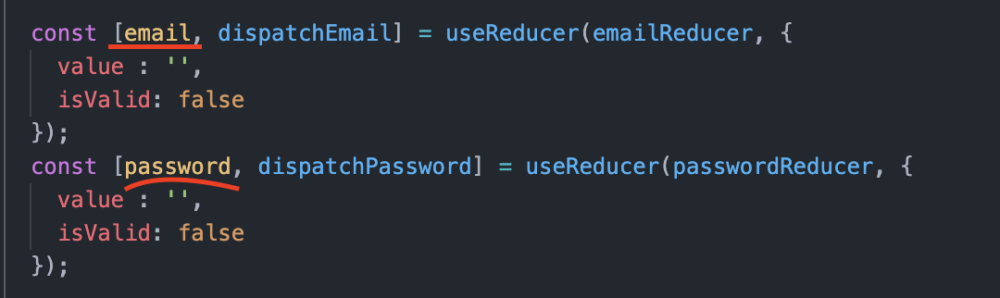 const [email, dispatchEmail] = useReducer(emailReducer, {
  value : '',
  isValid: false
});
const [password, dispatchPassword] = useReducer(passwordReducer, {
  value : '',
  isValid: false
});